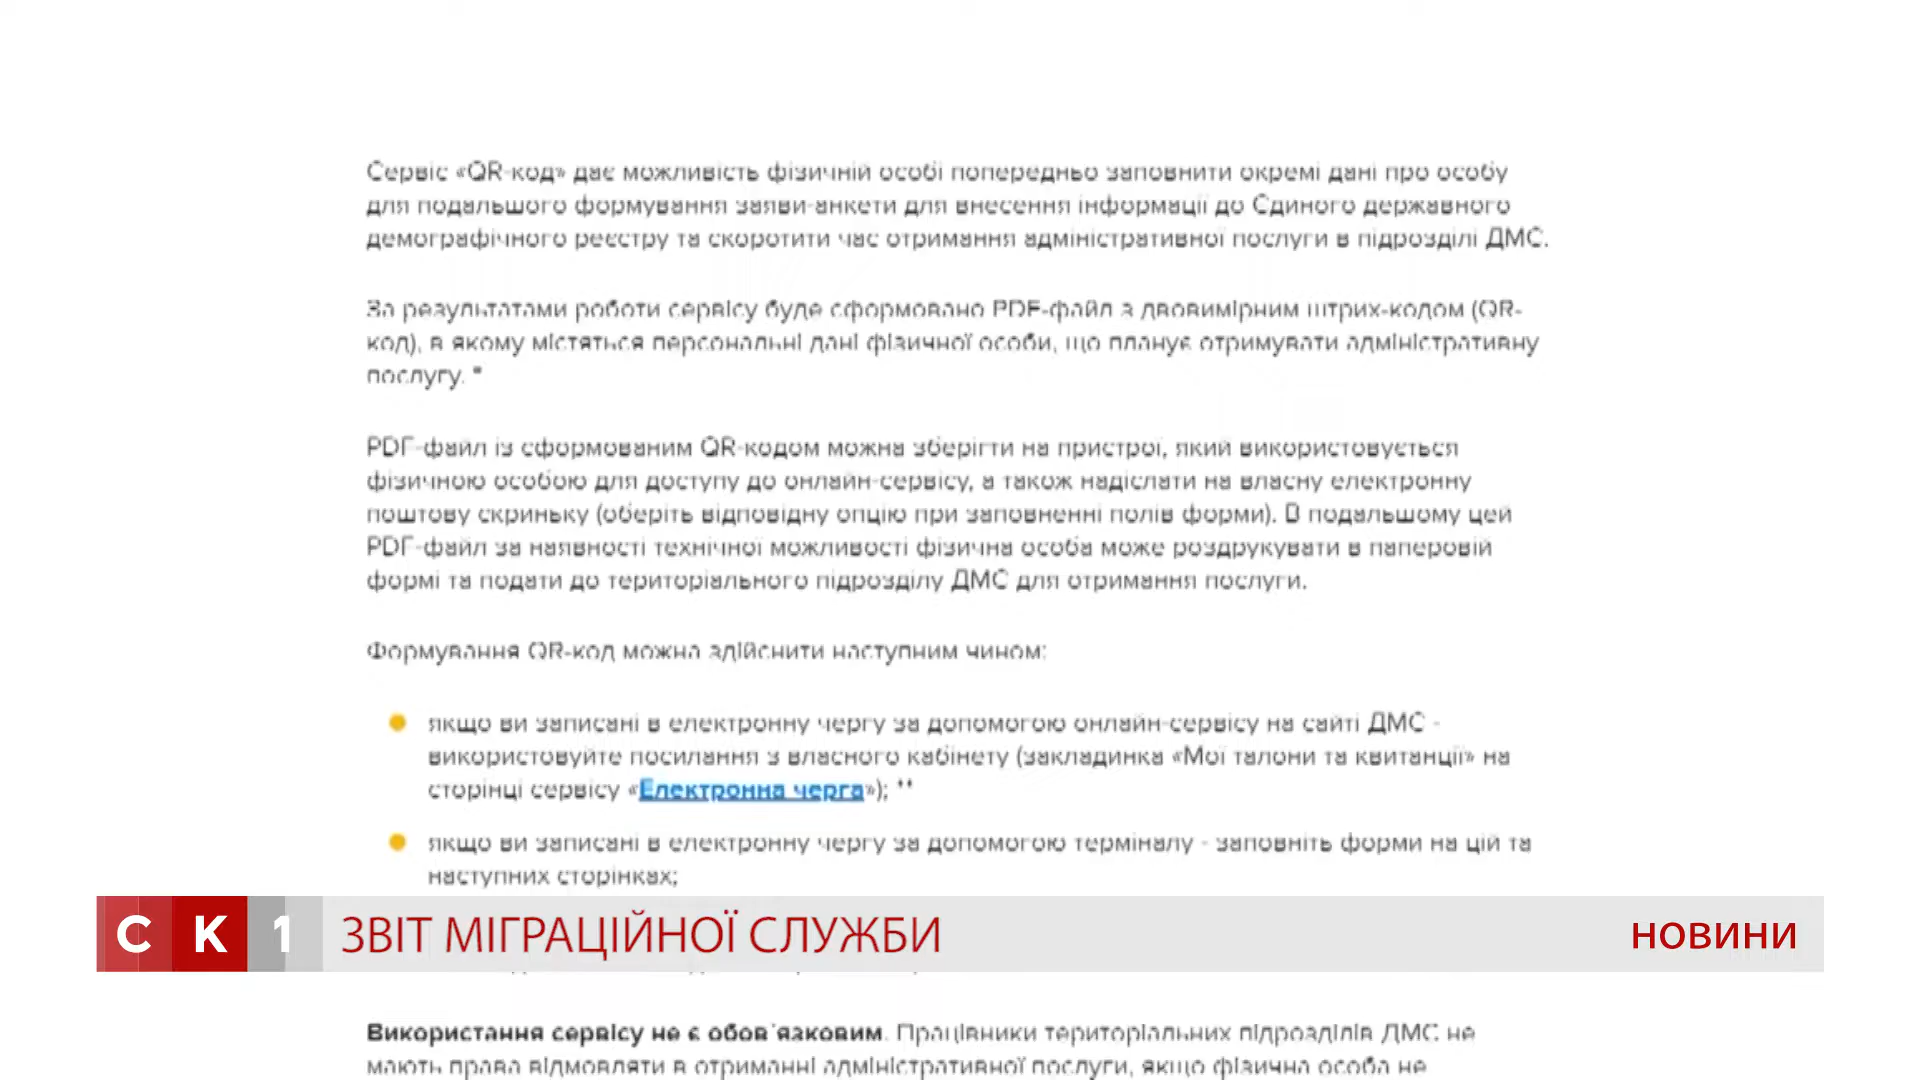 Сервіс «QR-код» дає можливість фізичній особі попередньо заповнити окремі дані про особу
для подальшого формування заяви-анкети для внесення інформації до Єдиного державного
демографічного реєстру та скоротити час отримання адміністративної послуги в підрозділі ДМС.
За результатами роботи сервісу буде сформовано PDF-файл з двовимірним штрих-кодом (QR-
код), в якому містяться персональні дані фізичної особи, що планує отримувати адміністративну
послугу. *
PDF-файл із сформованим QR-кодом можна зберігти на пристрої, який використовується
фізичною особою для доступу до онлайн-сервісу, а також надіслати на власну електронну
поштову скриньку (оберіть відповідну опцію при заповненні полів форми). В подальшому цей
PDF-файл за наявності технічної можливості фізична особа може роздрукувати в паперовій
формі та подати до територіального підрозділу ДМС для отримання послуги.
Формування QR-код можна здійснити наступним чином:
якщо ви записані в електронну чергу за допомогою онлайн-сервісу на сайті ДМС -
використовуйте посилання з власного кабінету (закладинка «Мої талони та квитанції» на
сторінці сервісу «Електронна черга»); **
якщо ви записані в електронну чергу за допомогою терміналу - заповніть форми на цій та
наступних сторінках;
СК1 ЗВІТ МІГРАЦІЙНОЇ СЛУЖБИ НОВИНИ
Використання сервісу не є обов`язковим. Працівники територіальних підрозділів ДМС не
мають права відмовляти в отриманні адміністративної послуги, якщо фізична особа не